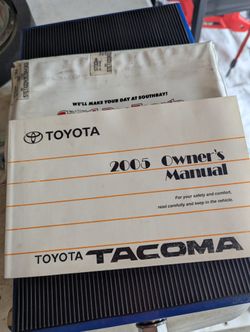 WE'LL MAKE YOUR DAY AT SOUTHBAY!
TOYOTA
2005 Owner's
Manual
For your safety and comfort,
read carefully and keep in the vehicle.
TOYOTA TACOMA